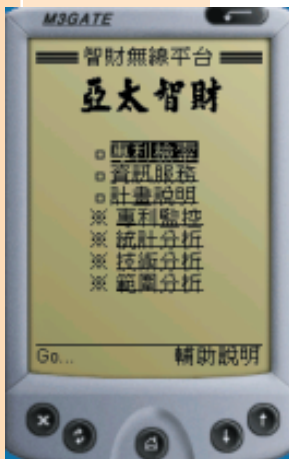 M3GATE
智財無線平台
亞太智財
專利檢索
資訊服務
計畫說明
※ 專利監控
※ 統計分析
※ 技術分析
※ 範圍分析
Go... 輔助說明